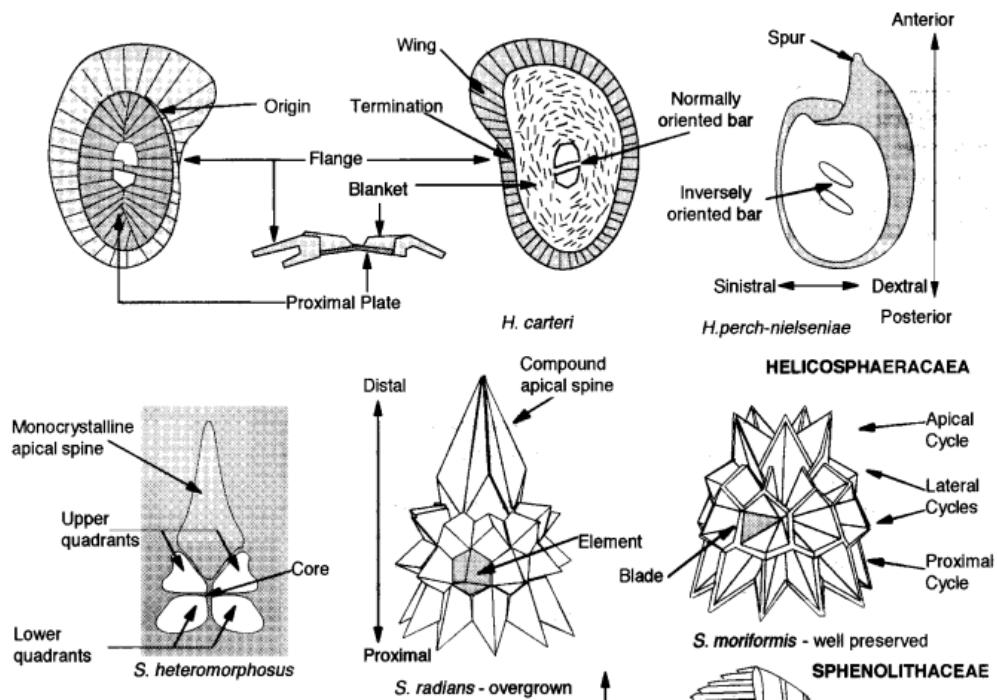 Anterior
Spur
Wing
Origin
Termination
Normally
oriented bar
Flange
Blanket
Inversely
oriented bar
Proximal Plate
Sinistral
Dextral
Posterior
H. carteri
H.perch-nielseniae
HELICOSPHAERACAEA
Compound
apical spine
Distal
Monocrystalline
apical spine
Apical
Cycle
Upper
quadrants
Lateral
Cycles
Element
Core
Blade
Proximal
Cycle
Lower
quadrants
Proximal
S. heteromorphosus
S. moriformis - well preserved
S. radians - overgrown
SPHENOLITHACEAE